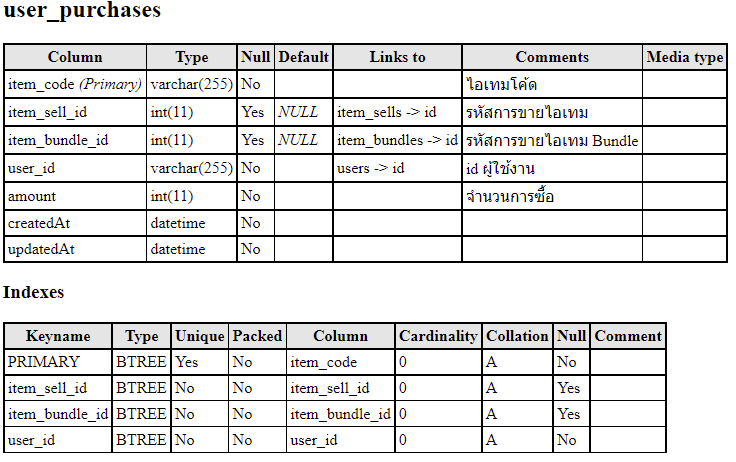 user_purchases
Column Type Null Default Links to Comments Media type
item_code (Primary) varchar(255) No ไอเทมโค้ด
item_sell_id int(11) Yes NULL item_sells -> id รหัสการขายไอเทม
item_bundle_id int(11) Yes NULL item_bundles -> id รหัสการขายไอเทม Bundle
user_id varchar(255) No users -> id id ผู้ใช้งาน
amount int(11) No จำนวนการซื้อ
createdAt datetime No
updatedAt datetime No
Indexes
Keyname Type Unique Packed Column Cardinality Collation Null Comment
PRIMARY BTREE Yes No item_code 0 A No
item_sell_id BTREE No No item_sell_id 0 A Yes
item_bundle_id BTREE No No item_bundle_id 0 A Yes
user_id BTREE No No user_id 0 A No